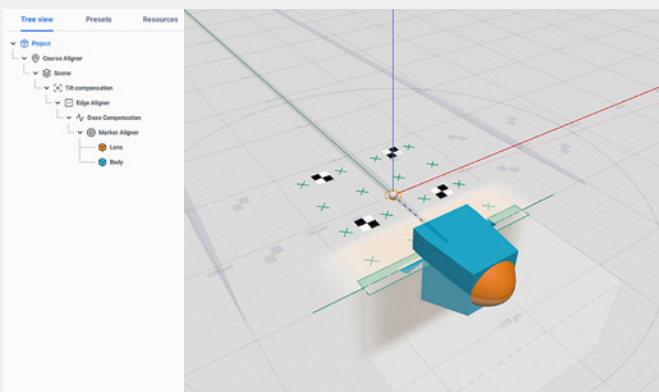 Tree view Presets Resources
Project
Coarse Aligner
Scene
Tilt compensation
Edge Aligner
Dose Compensation
Marker Aligner
Lens
Body